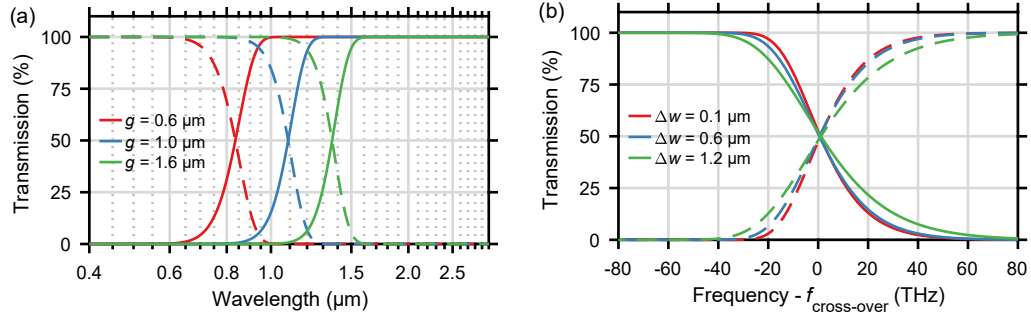 (a)
Transmission (%)
100
75
50
25
0
g = 0.6 μm
g = 1.0 μm
g = 1.6 μm
0.4 0.6 0.8 1.0 1.5 2.0 2.5
Wavelength (μm)
(b)
Transmission (%)
100
75
50
25
0
Δw = 0.1 μm
Δw = 0.6 μm
Δw = 1.2 μm
-80 -60 -40 -20 0 20 40 60 80
Frequency - fcross-over (THz)